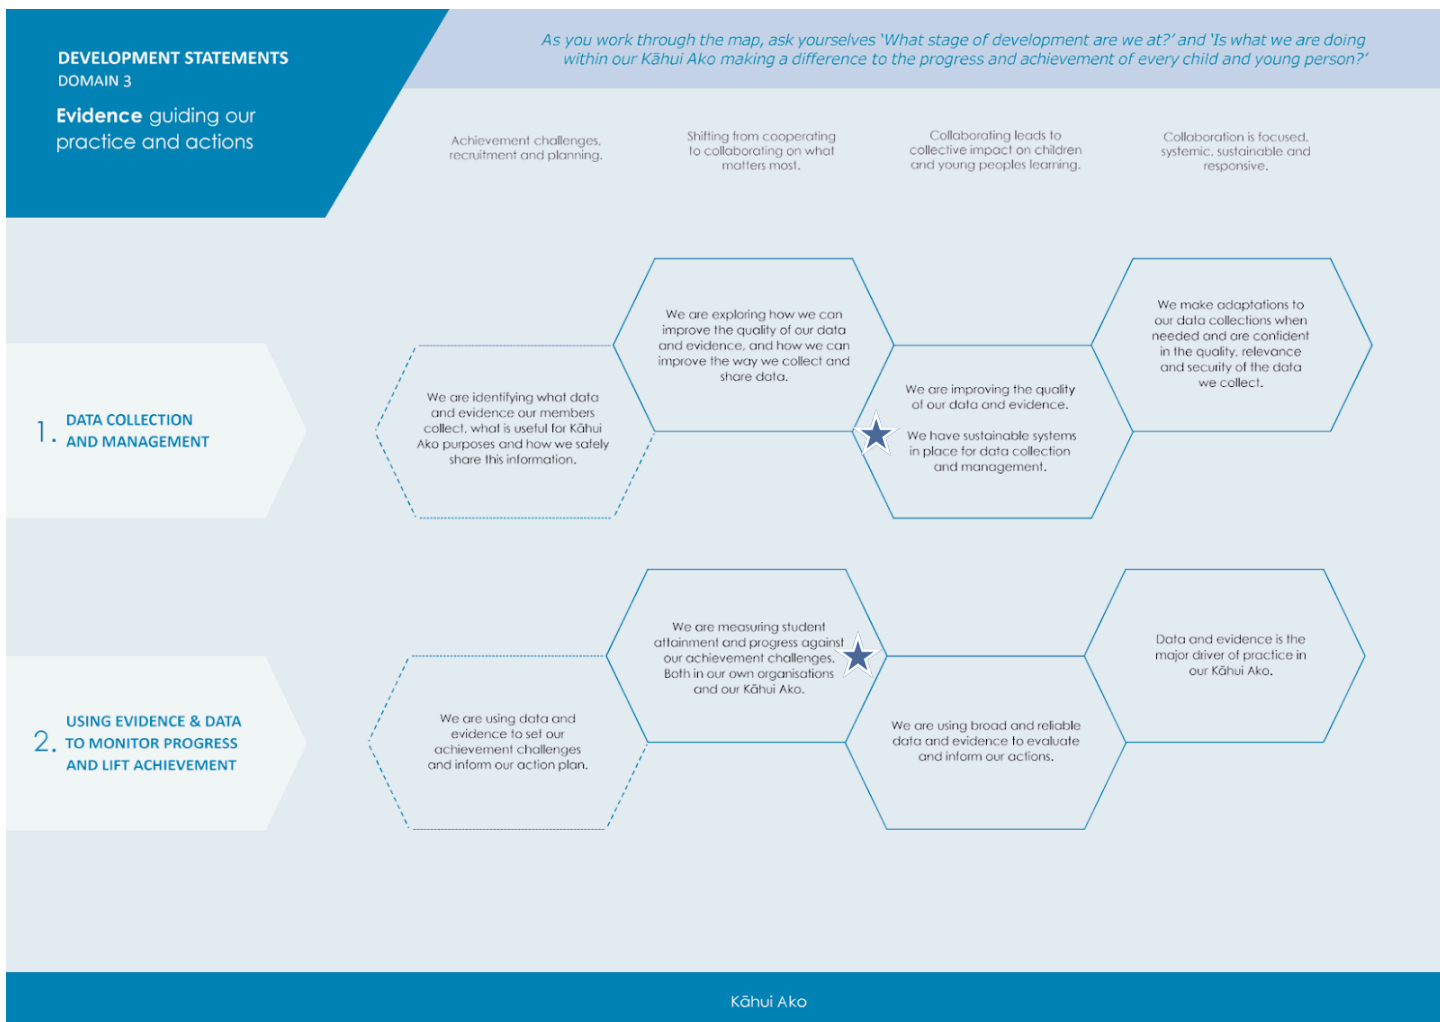 DEVELOPMENT STATEMENTS
DOMAIN 3
Evidence guiding our
practice and actions
As you work through the map, ask yourselves ‘What stage of development are we at?’ and ‘Is what we are doing
within our Kāhui Ako making a difference to the progress and achievement of every child and young person?’
Achievement challenges,
recruitment and planning.
Shifting from cooperating
to collaborating on what
matters most.
Collaborating leads to
collective impact on children
and young peoples learning.
Collaboration is focused,
systemic, sustainable and
responsive.
1. DATA COLLECTION
AND MANAGEMENT
We are identifying what data
and evidence our members
collect, what is useful for Kāhui
Ako purposes and how we safely
share this information.
We are exploring how we can
improve the quality of our data
and evidence, and how we can
improve the way we collect and
share data.
We are improving the quality
of our data and evidence.
We have sustainable systems
in place for data collection
and management.
We make adaptations to
our data collections when
needed and are confident
in the quality, relevance
and security of the data
we collect.
2. USING EVIDENCE & DATA
TO MONITOR PROGRESS
AND LIFT ACHIEVEMENT
We are using data and
evidence to set our
achievement challenges
and inform our action plan.
We are measuring student
attainment and progress against
our achievement challenges.
Both in our own organisations
and our Kāhui Ako.
We are using broad and reliable
data and evidence to evaluate
and inform our actions.
Data and evidence is the
major driver of practice in
our Kāhui Ako.
Kāhui Ako